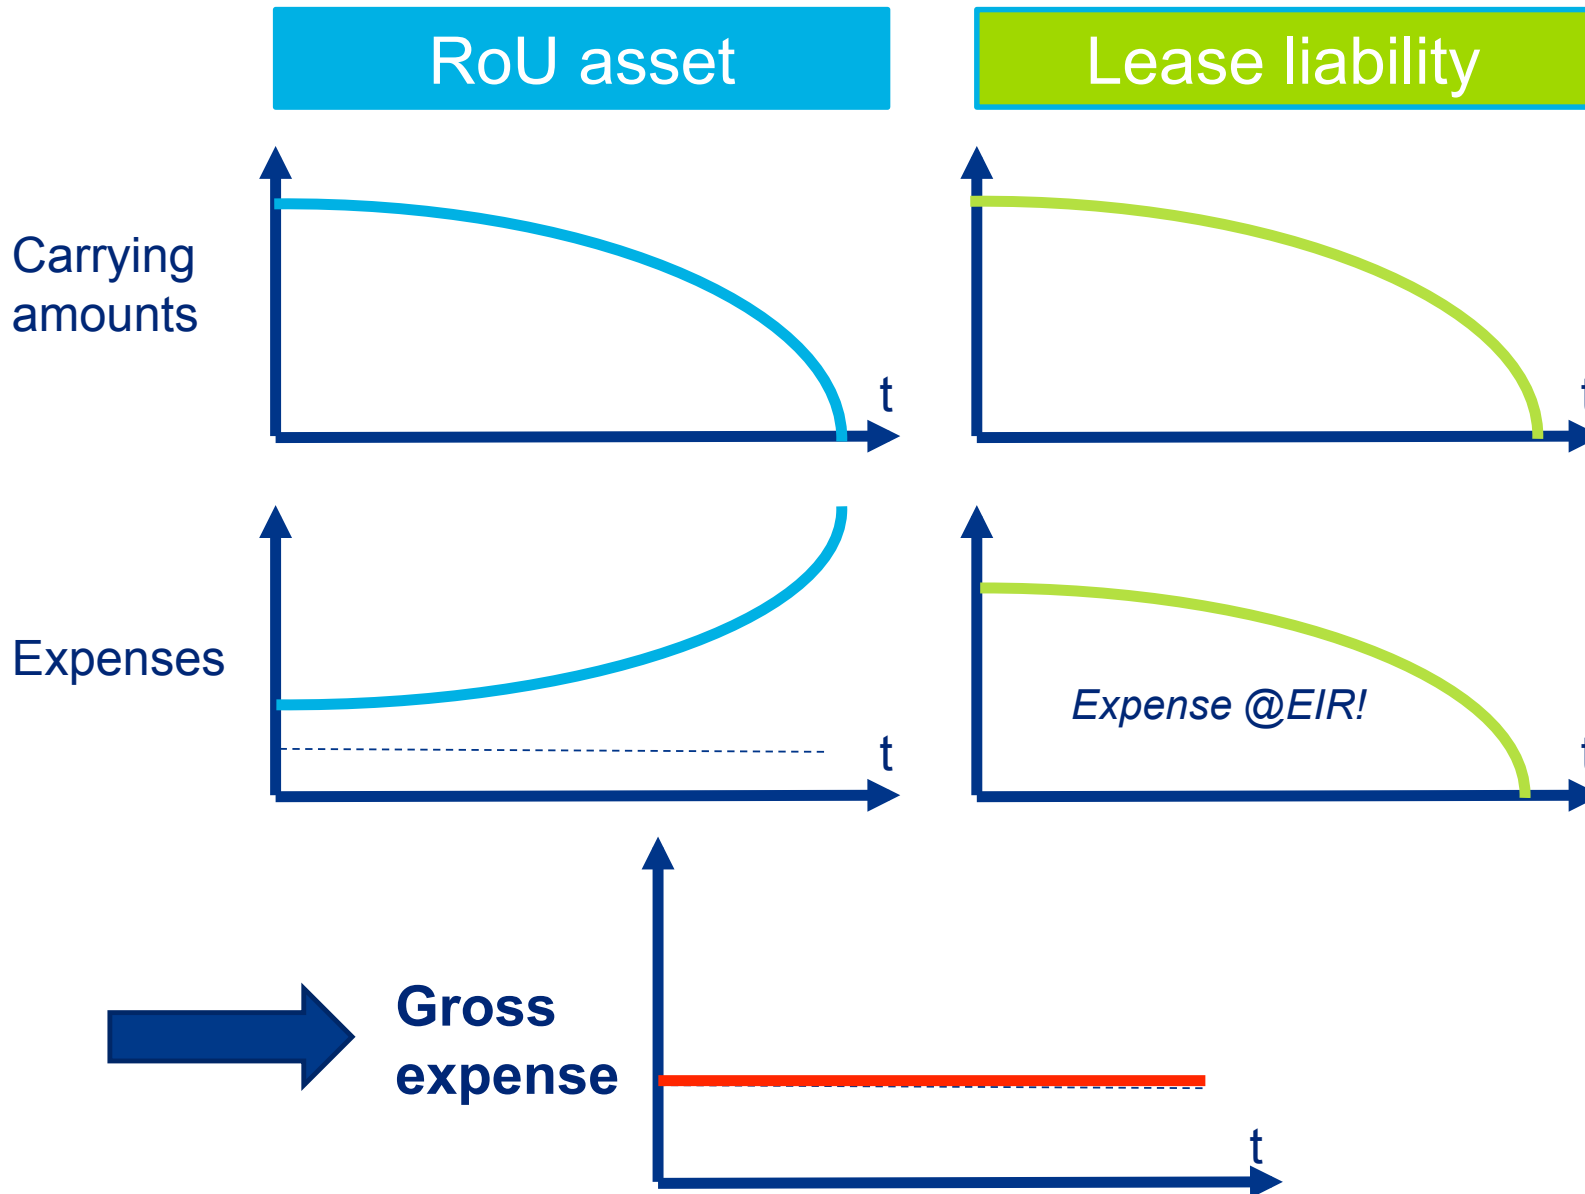 RoU asset
Lease liability
Carrying
amounts
t
t
Expenses
Expense @EIR!
t
t
Gross
expense
t